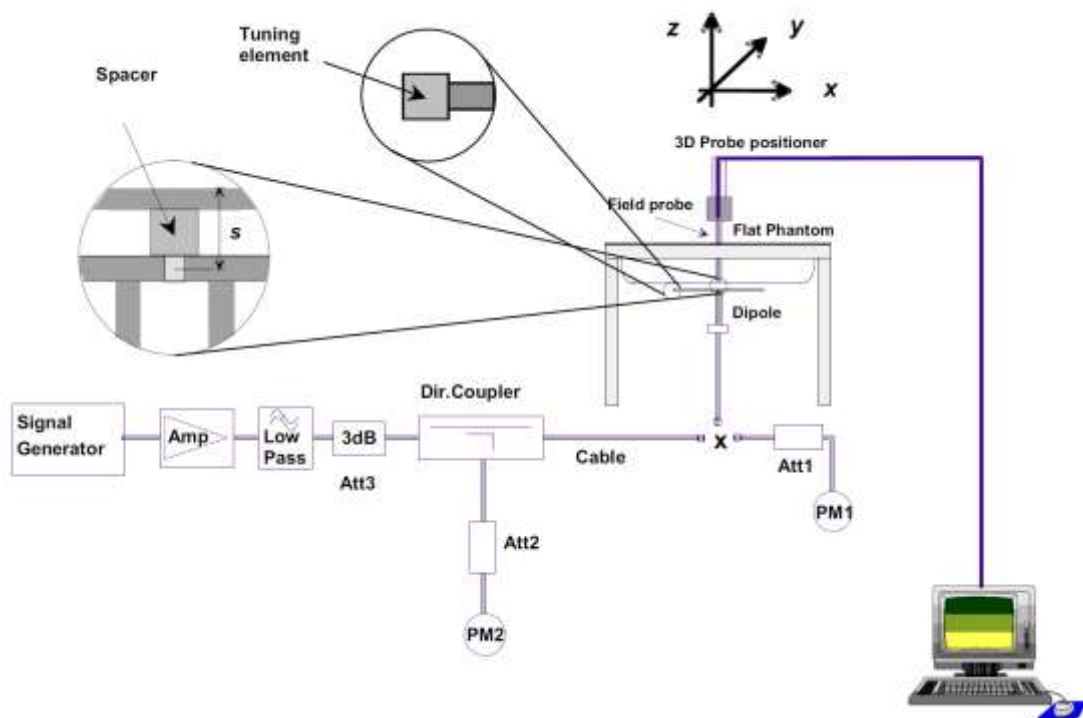 Tuning
element
Spacer
z
y
x
3D Probe positioner
Field probe
Flat Phantom
s
Dipole
Dir.Coupler
Signal
Generator
Amp
Low
Pass
3dB
Att3
Cable
x
Att1
PM1
Att2
PM2